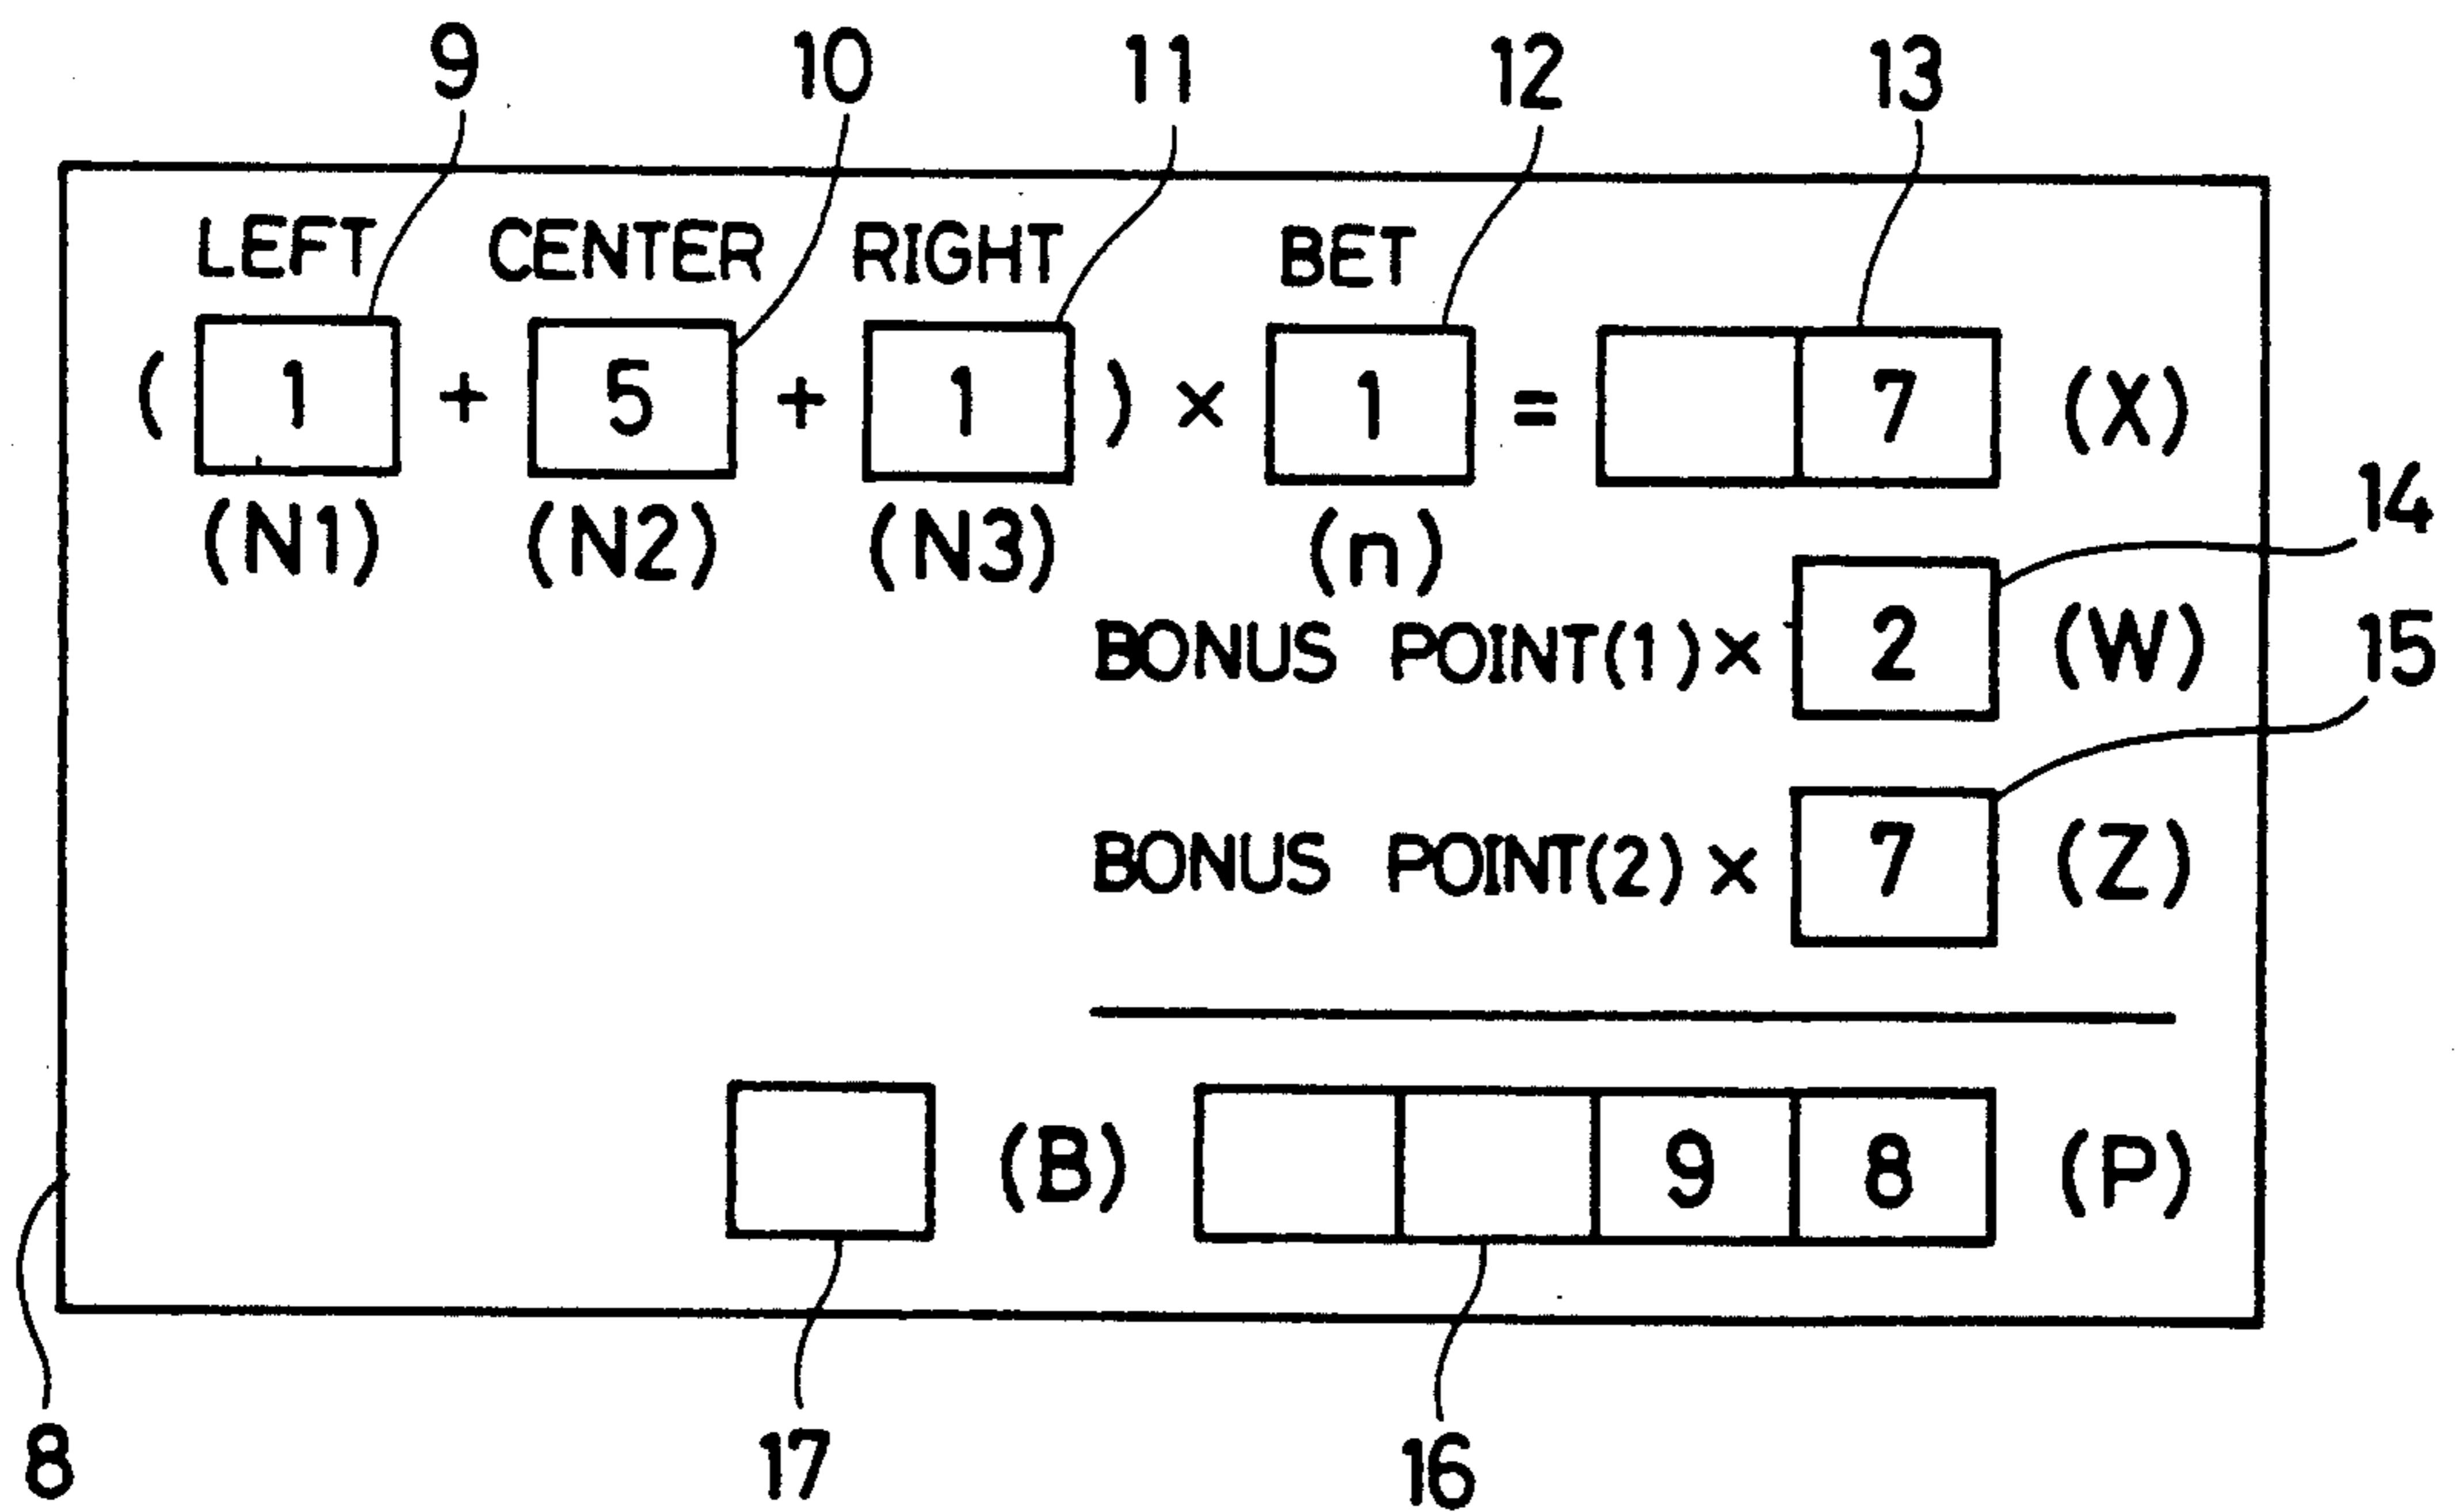 9 10 11 12 13
LEFT CENTER RIGHT BET
( 1 + 5 + 1 ) × 1 = 7 (X)
14
(N1) (N2) (N3) (n)
BONUS POINT(1) × 2 (W)
15
BONUS POINT(2) × 7 (Z)
(B) 9 8 (P)
8 17 16